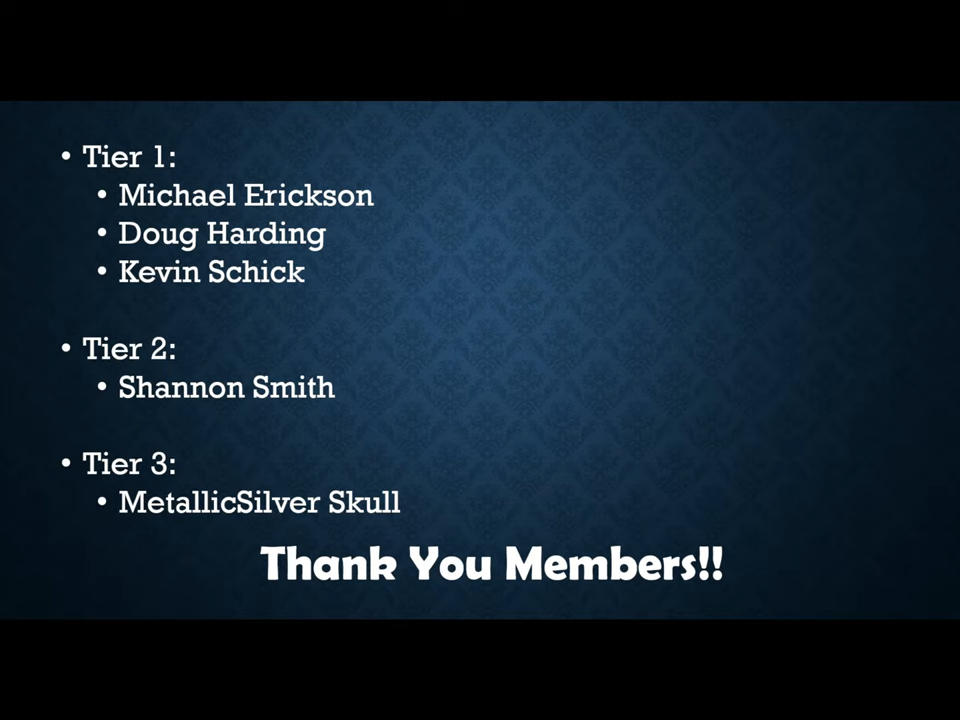 • Tier 1:
• Michael Erickson
• Doug Harding
• Kevin Schick
• Tier 2:
• Shannon Smith
• Tier 3:
• MetallicSilver Skull
Thank You Members!!